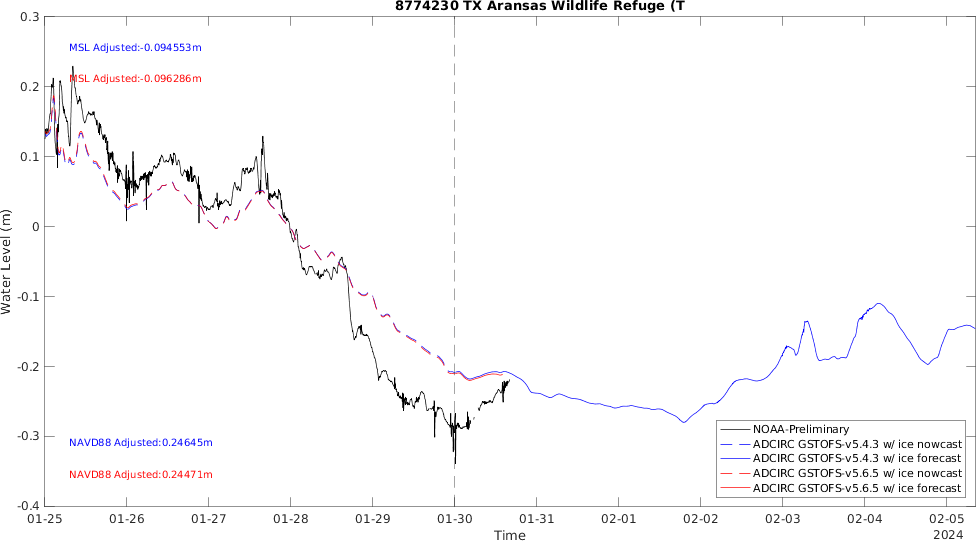 8774230 TX Aransas Wildlife Refuge (T
0.3
0.2
0.1
0
-0.1
-0.2
-0.3
-0.4
Water Level (m)
MSL Adjusted:-0.094553m
MSL Adjusted:-0.096286m
NAVD88 Adjusted:0.24645m
NAVD88 Adjusted:0.24471m
NOAA-Preliminary
ADCIRC GSTOFS-v5.4.3 w/ ice nowcast
ADCIRC GSTOFS-v5.4.3 w/ ice forecast
ADCIRC GSTOFS-v5.6.5 w/ ice nowcast
ADCIRC GSTOFS-v5.6.5 w/ ice forecast
01-25 01-26 01-27 01-28 01-29 01-30 01-31 02-01 02-02 02-03 02-04 02-05
Time
2024